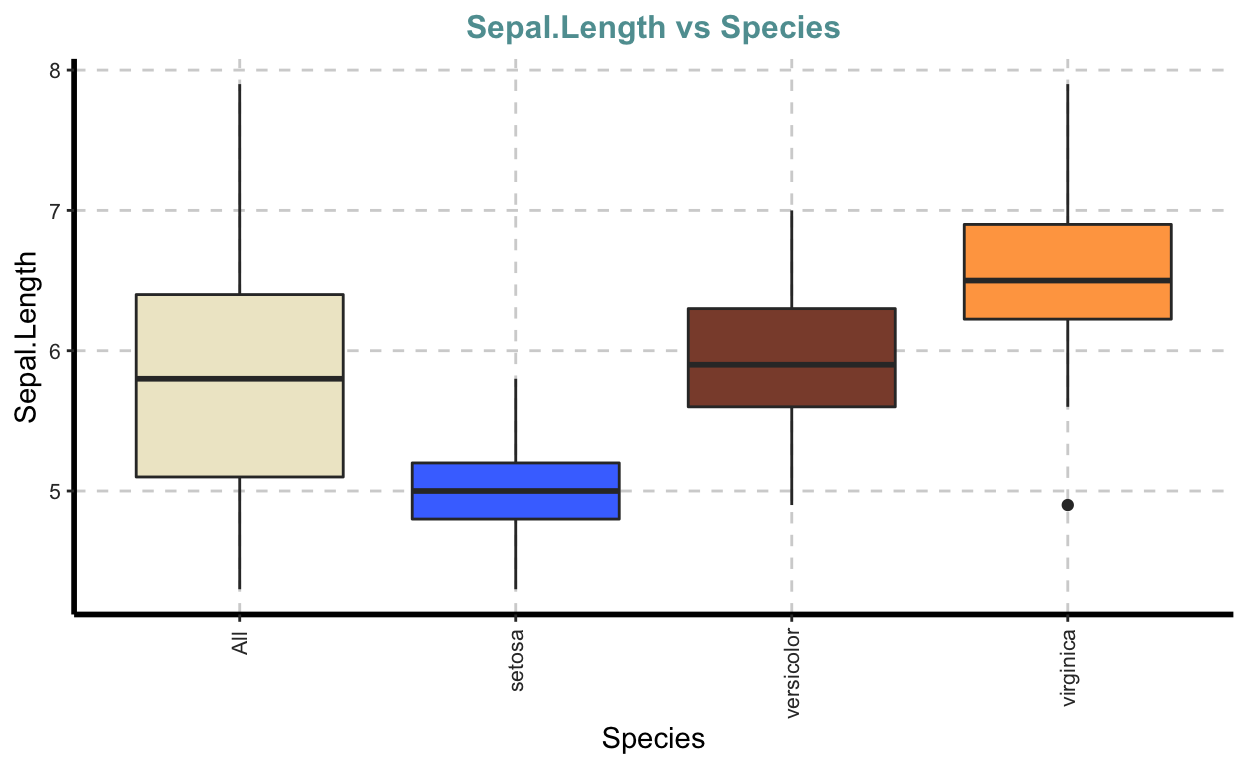 Sepal.Length vs Species
8
7
6
5
Sepal.Length
All
setosa
versicolor
virginica
Species